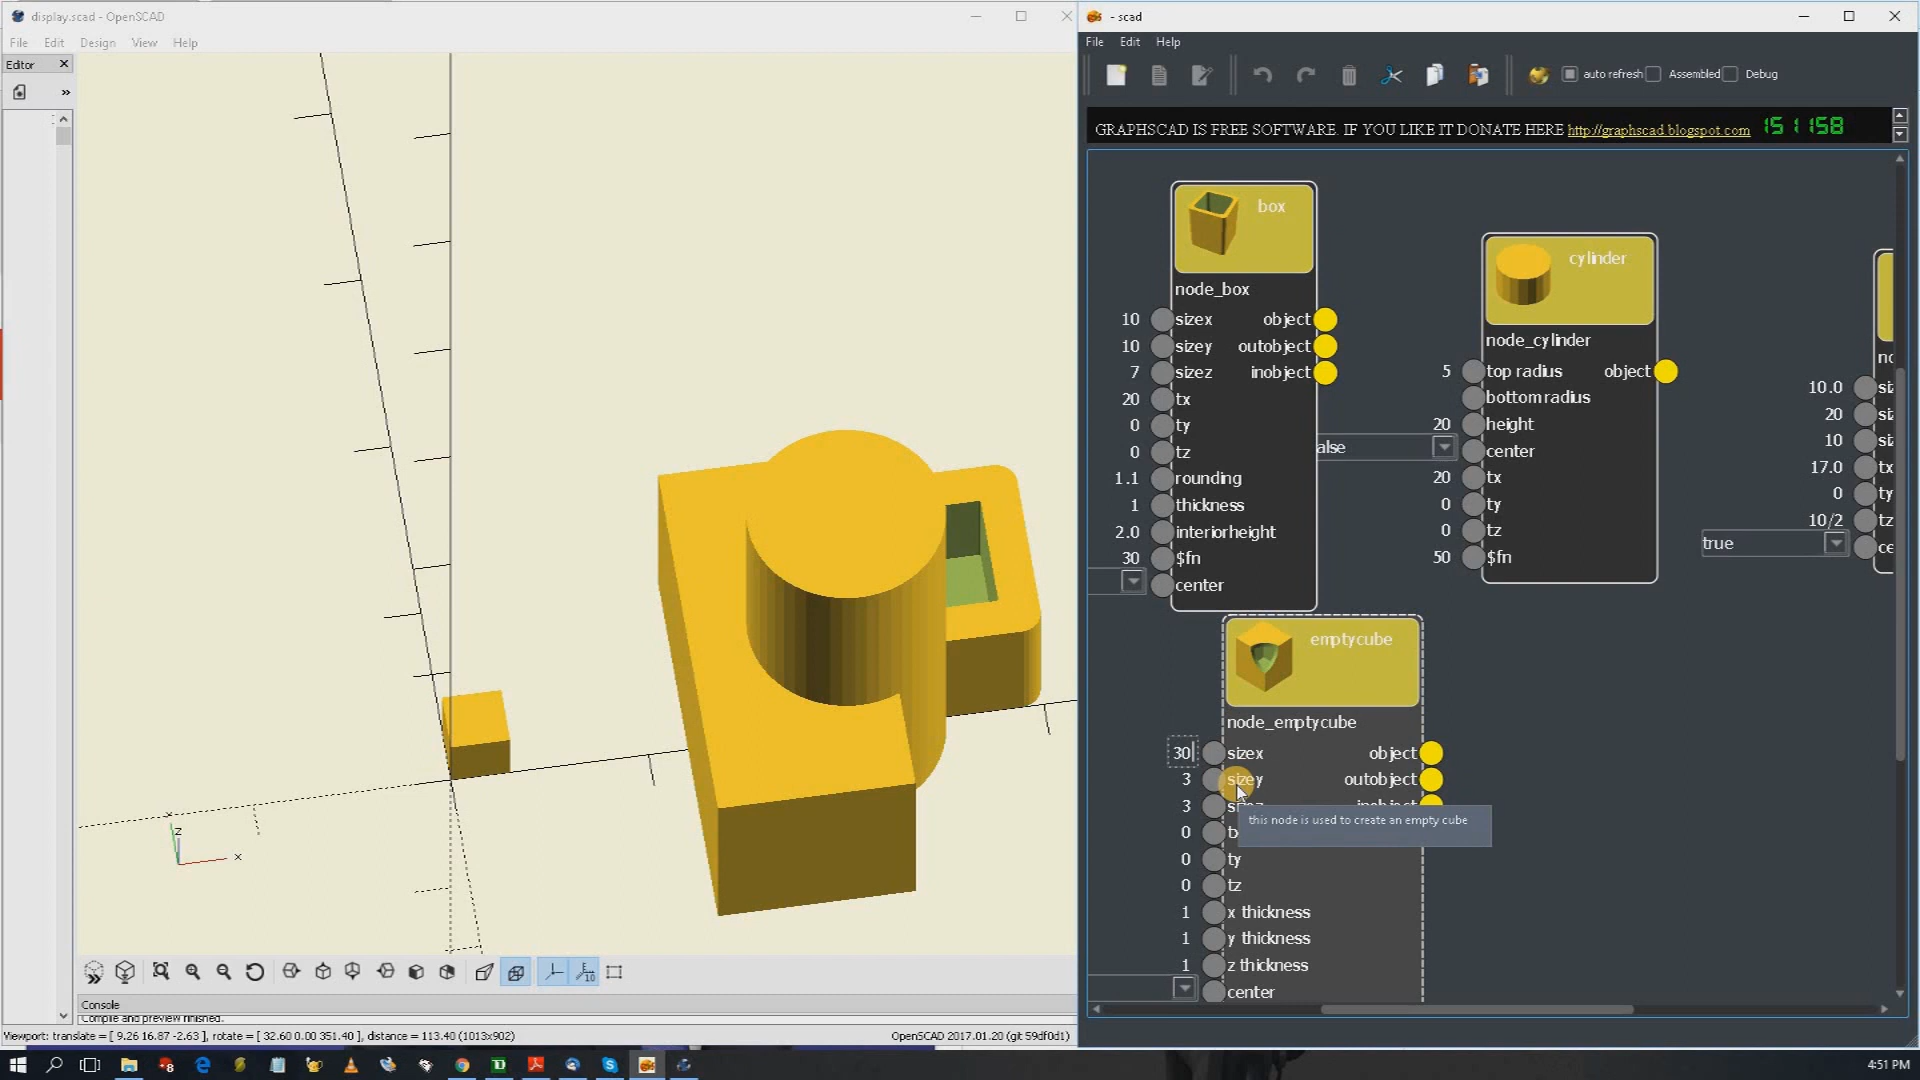 display.scad - OpenSCAD
File Edit Design View Help
Editor
»
Console
Compile and preview finished.
Viewport: translate = [ 9.26 16.87 -2.63 ], rotate = [ 32.60 0.00 351.40 ], distance = 113.40 (1013x902)
OpenSCAD 2017.01.20 (git 59df0d1)
z
x
10
- scad
File Edit Help
auto refresh Assembled Debug
GRAPHSCAD IS FREE SOFTWARE. IF YOU LIKE IT DONATE HERE http://graphscad.blogspot.com 151158
box
node_box
10 sizex object
10 sizey outobject
7 sizez inobject
20 tx
0 ty
0 tz
1.1 rounding
1 thickness
2.0 interiorheight
30 $fn
center
cylinder
node_cylinder
5 top radius object
bottom radius
20 height
alse center
20 tx
0 ty
0 tz
50 $fn
10.0
20
10
17.0 tx
0 ty
10/2 tz
true ce
emptycube
node_emptycube
30 sizex object
3 sizey outobject
3
this node is used to create an empty cube
0
0 ty
0 tz
1 x thickness
1 y thickness
1 z thickness
center
4:51 PM